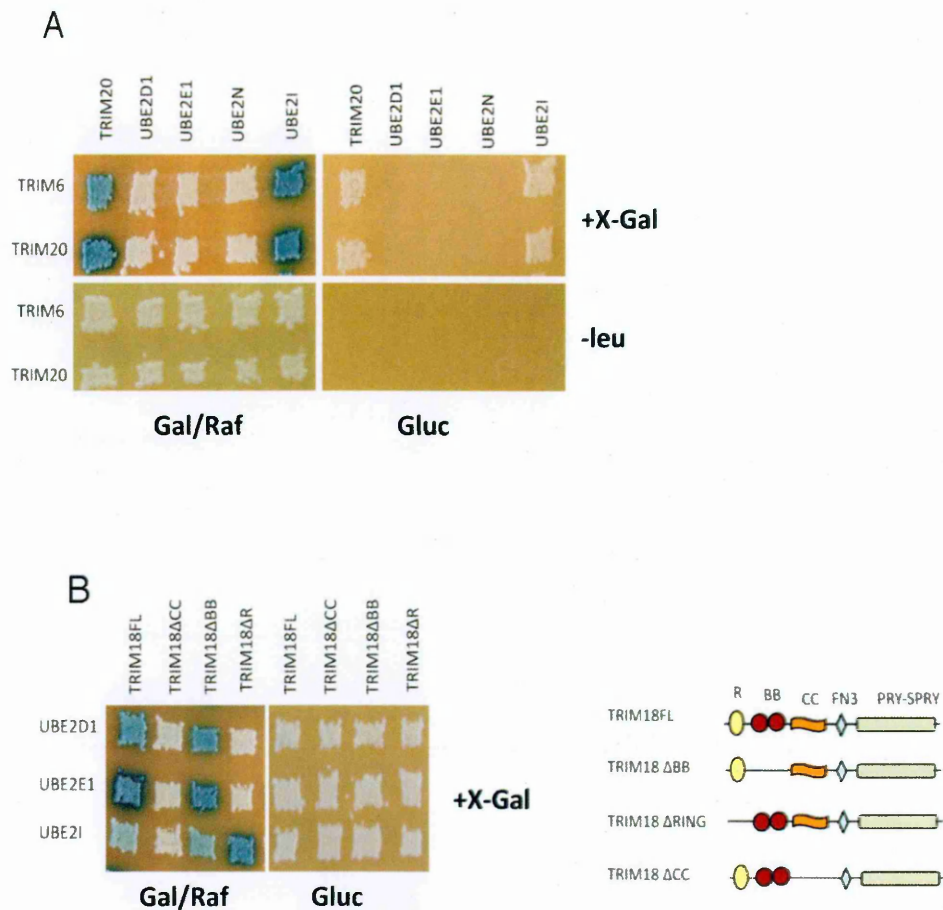 A
TRIM20 UBE2D1 UBE2E1 UBE2N UBE2I TRIM20 UBE2D1 UBE2E1 UBE2N UBE2I
TRIM6
TRIM20
+X-Gal
TRIM6
TRIM20
-leu
Gal/Raf Gluc
B
TRIM18FL TRIM18ΔCC TRIM18ΔBB TRIM18ΔR TRIM18FL TRIM18ΔCC TRIM18ΔBB TRIM18ΔR
UBE2D1
UBE2E1
UBE2I
+X-Gal
Gal/Raf Gluc
R BB CC FN3 PRY-SPRY
TRIM18FL
TRIM18 ΔBB
TRIM18 ΔRING
TRIM18 ΔCC